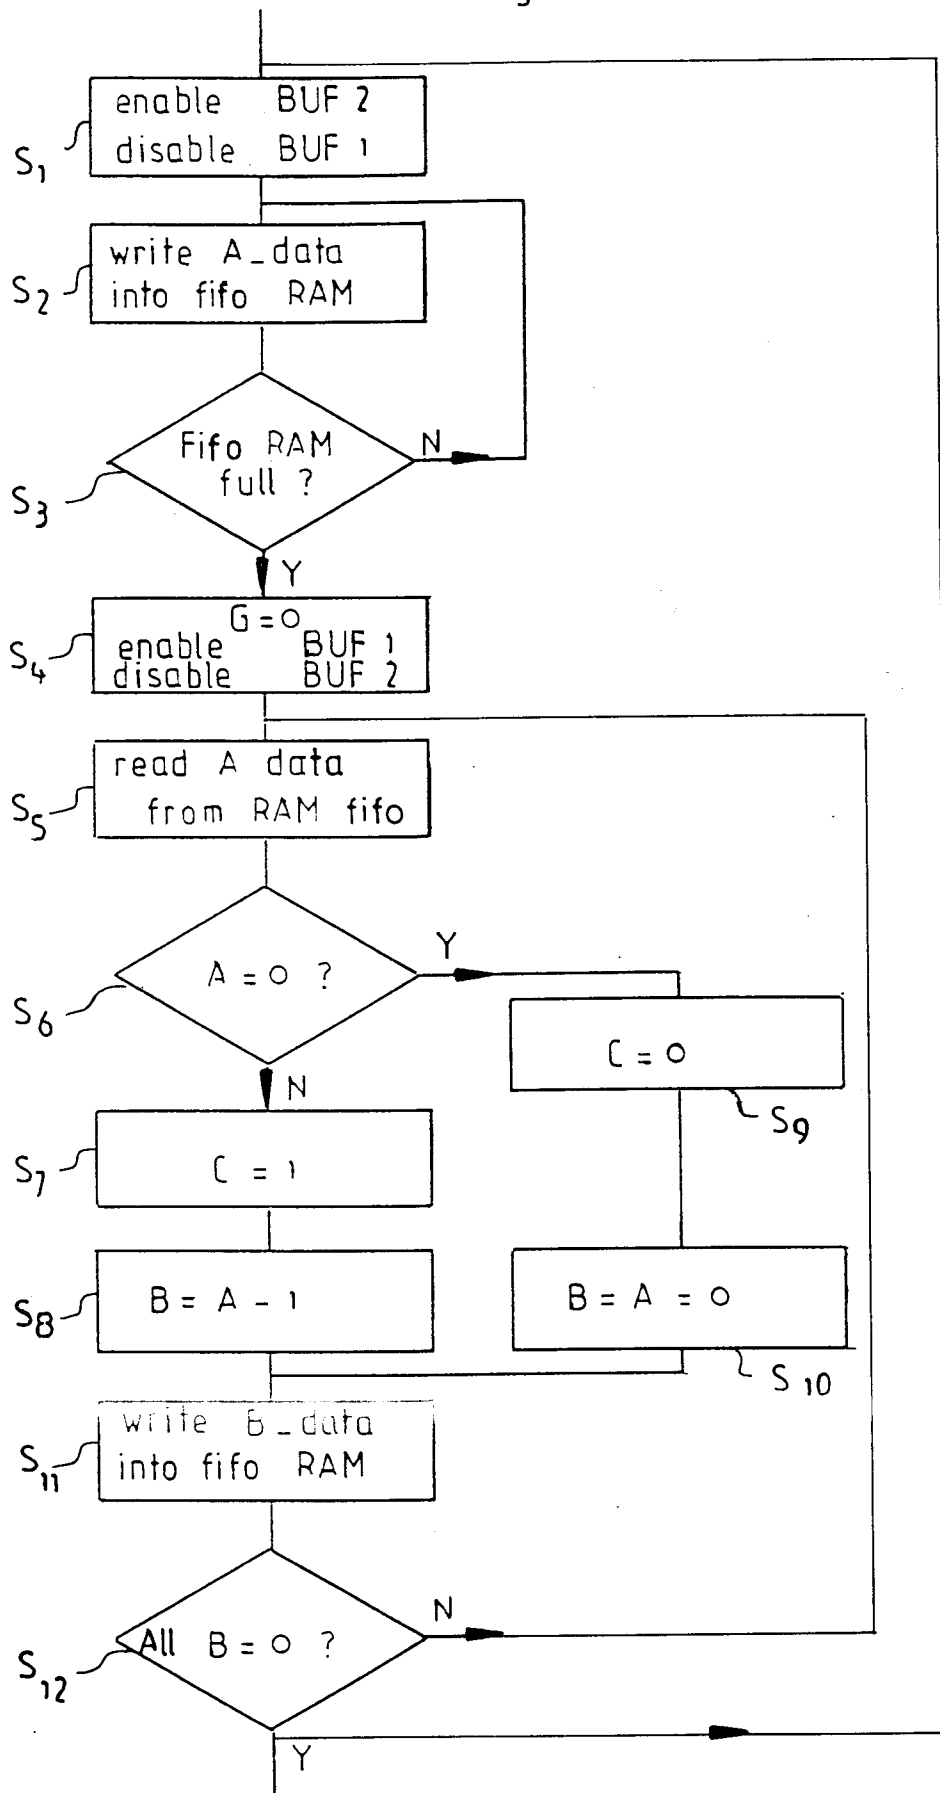 enable BUF 2
disable BUF 1
S1
write A_data
into fifo RAM
S2
Fifo RAM
full ?
N
S3
Y
G = 0
enable BUF 1
disable BUF 2
S4
read A data
from RAM fifo
S5
A = 0 ?
Y
S6
N
C = 0
S9
C = 1
S7
B = A - 1
S8
B = A = 0
S10
write B_data
into fifo RAM
S11
All B = 0 ?
N
S12
Y